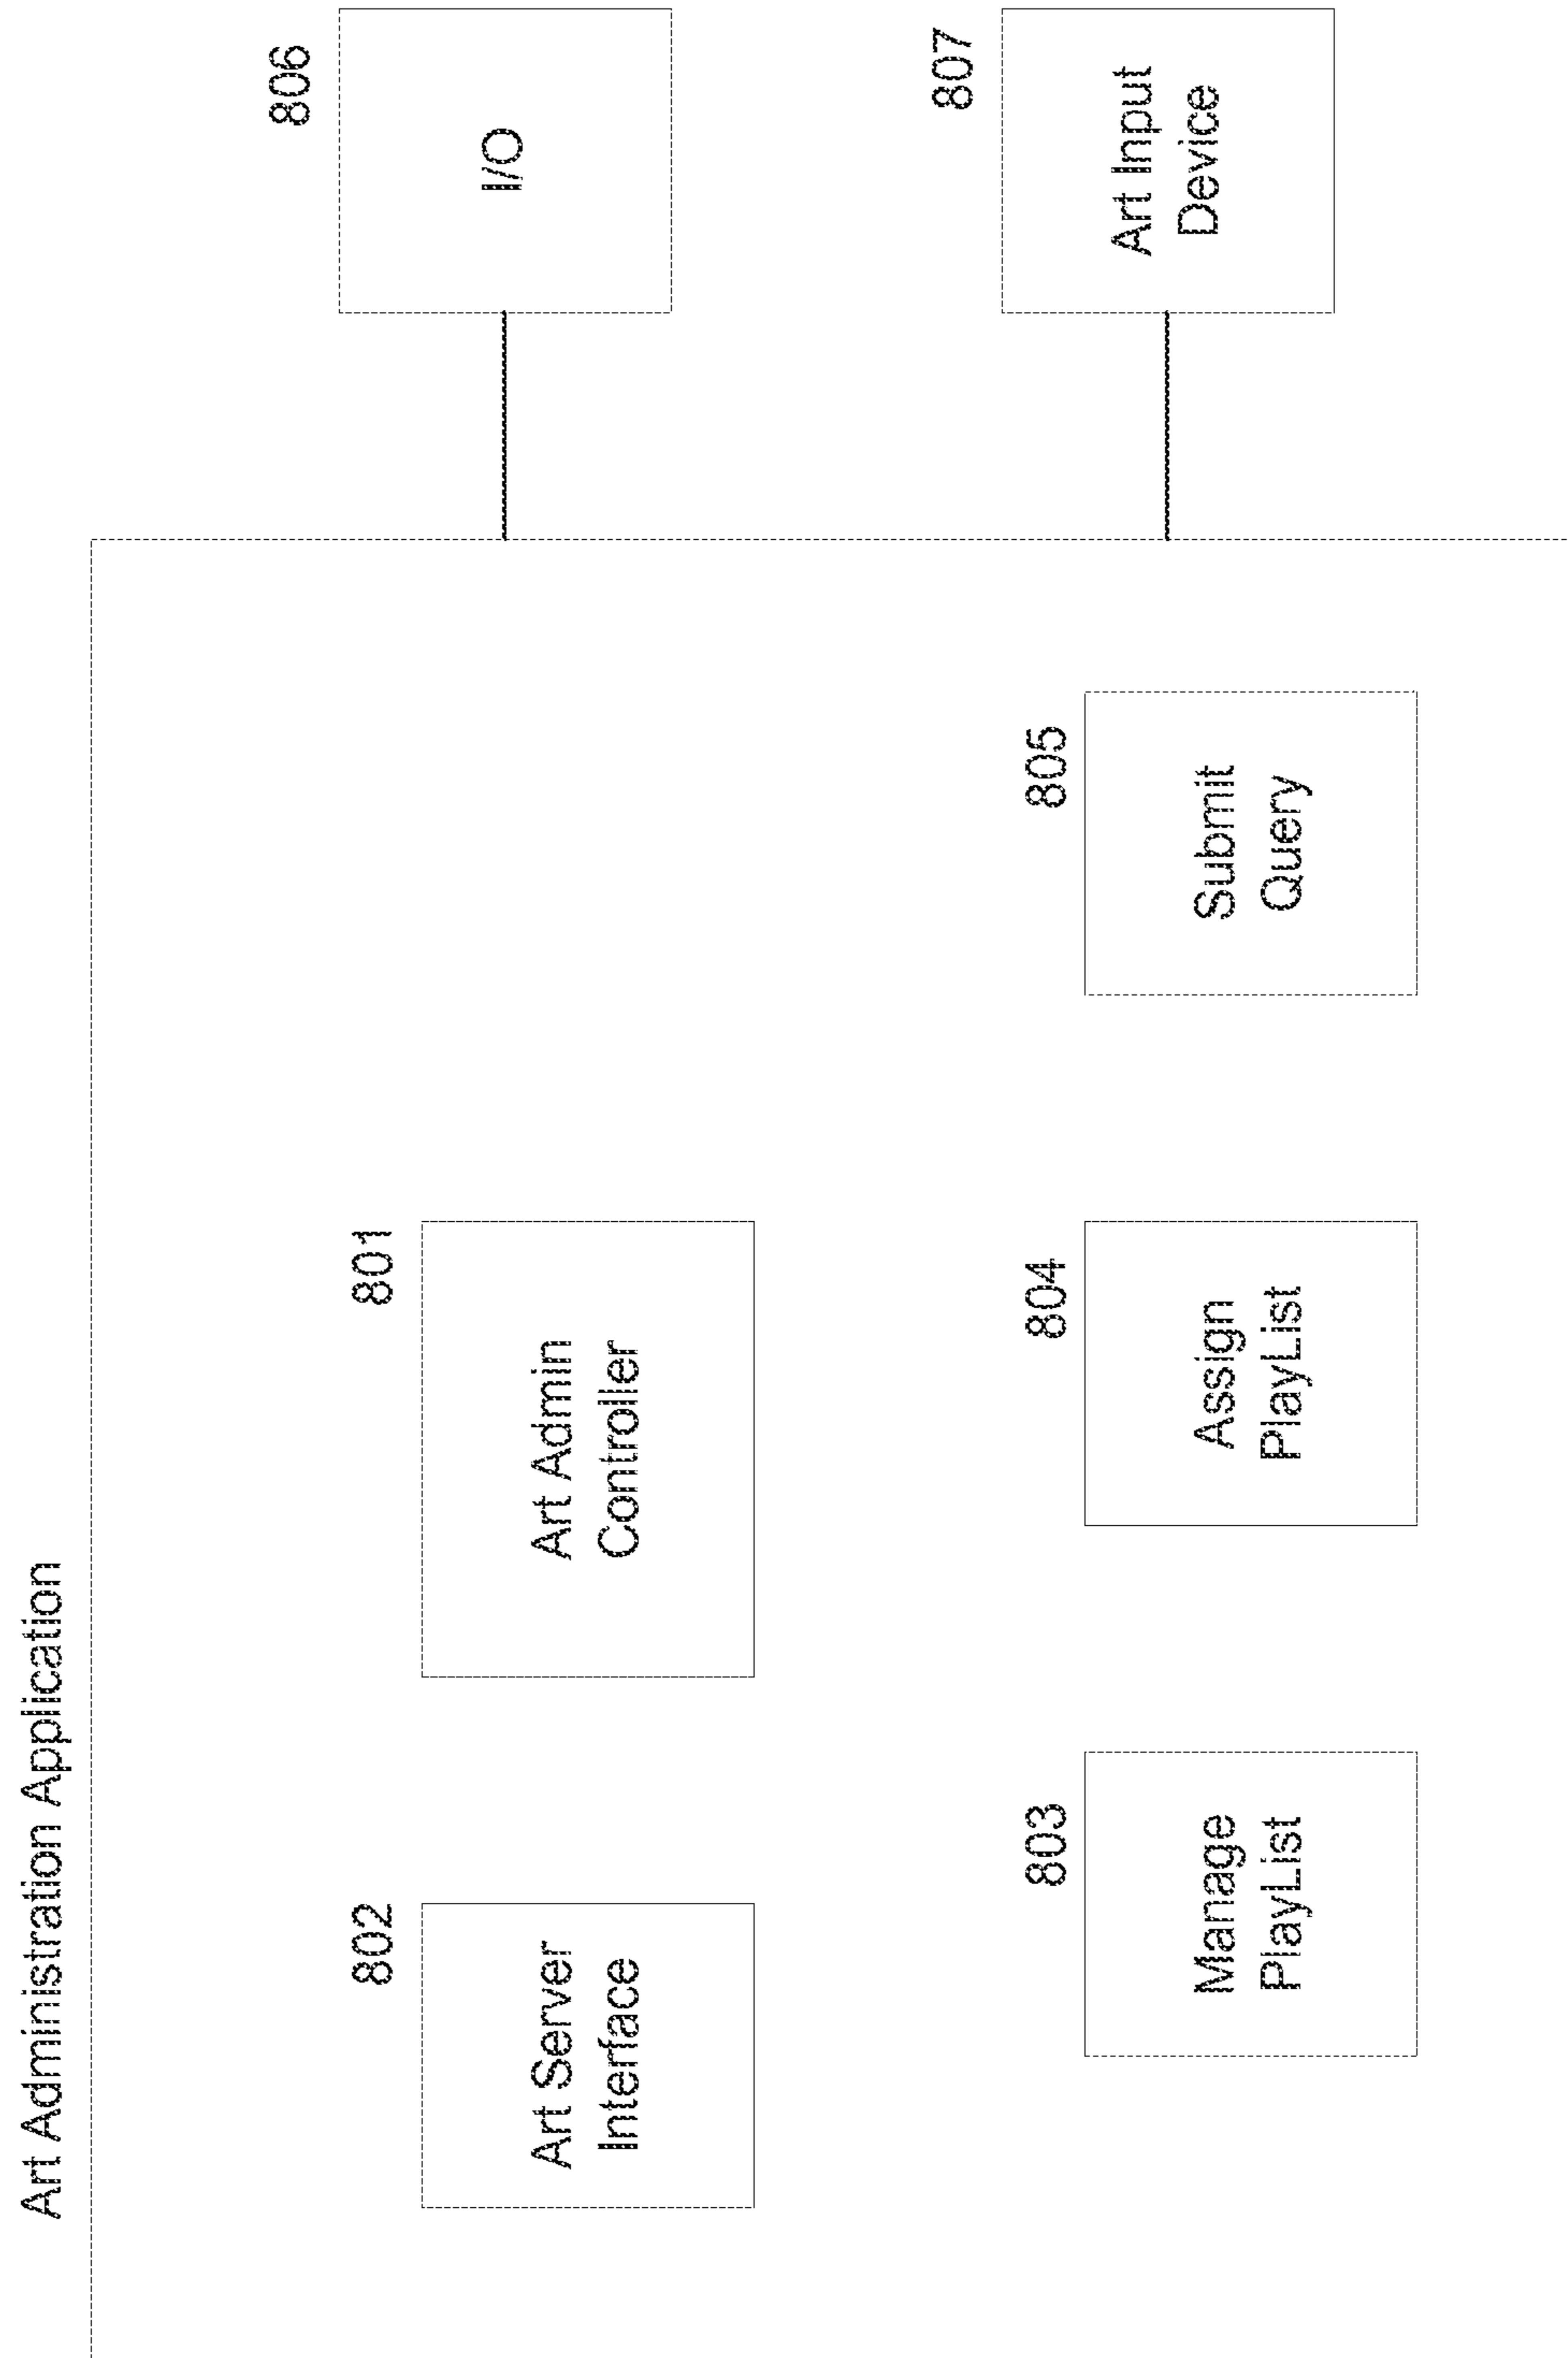 Art Administration Application
802
Art Server
Interface
801
Art Admin
Controller
806
I/O
803
Manage
PlayList
804
Assign
PlayList
805
Submit
Query
807
Art Input
Device